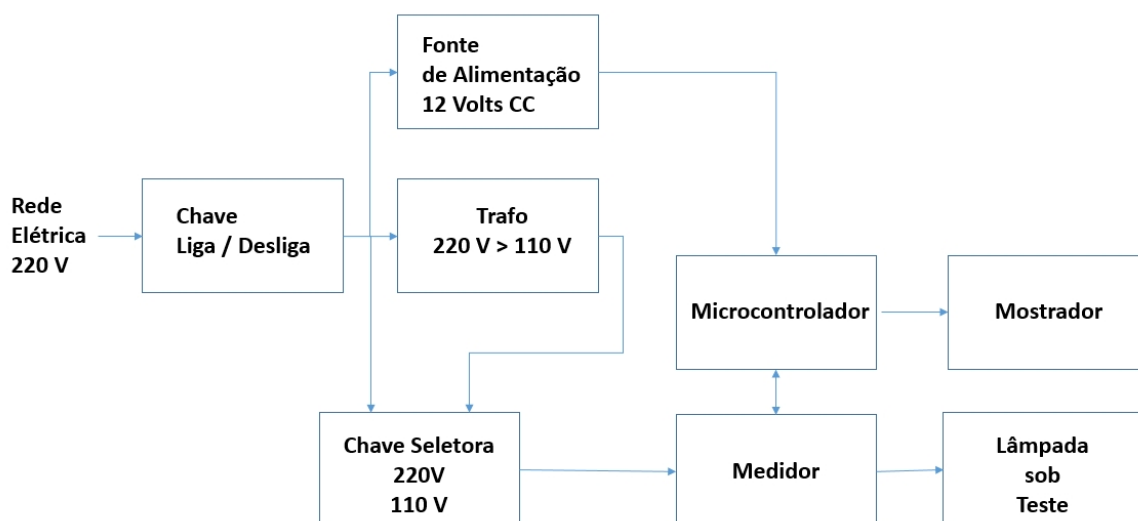 Fonte
de Alimentação
12 Volts CC
Rede
Elétrica
220 V
Chave
Liga / Desliga
Trafo
220 V > 110 V
Microcontrolador
Mostrador
Chave Seletora
220V
110 V
Medidor
Lâmpada
sob
Teste